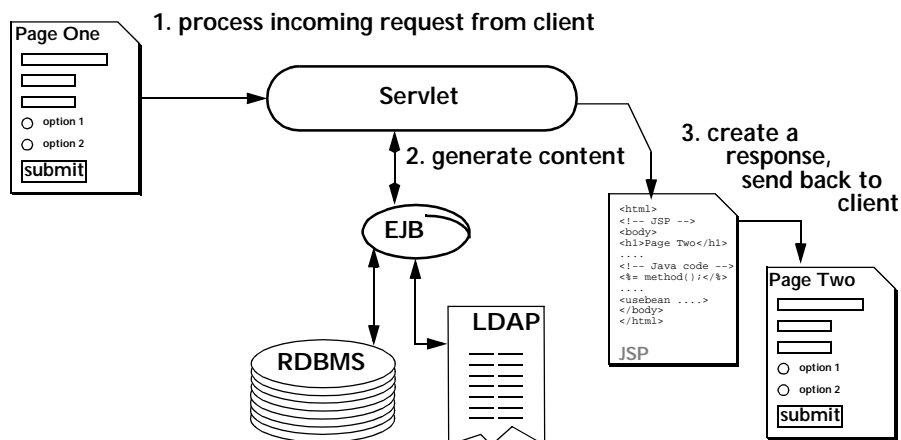 1. process incoming request from client
Page One
option 1
option 2
submit
Servlet
2. generate content
3. create a
response,
send back to
client
EJB
RDBMS
LDAP
<html>
<!-- JSP -->
<body>
<h1>Page Two</h1>
....
<!-- Java code -->
<%= method();</%>
....
<usebean ....>
</body>
</html>
JSP
Page Two
option 1
option 2
submit